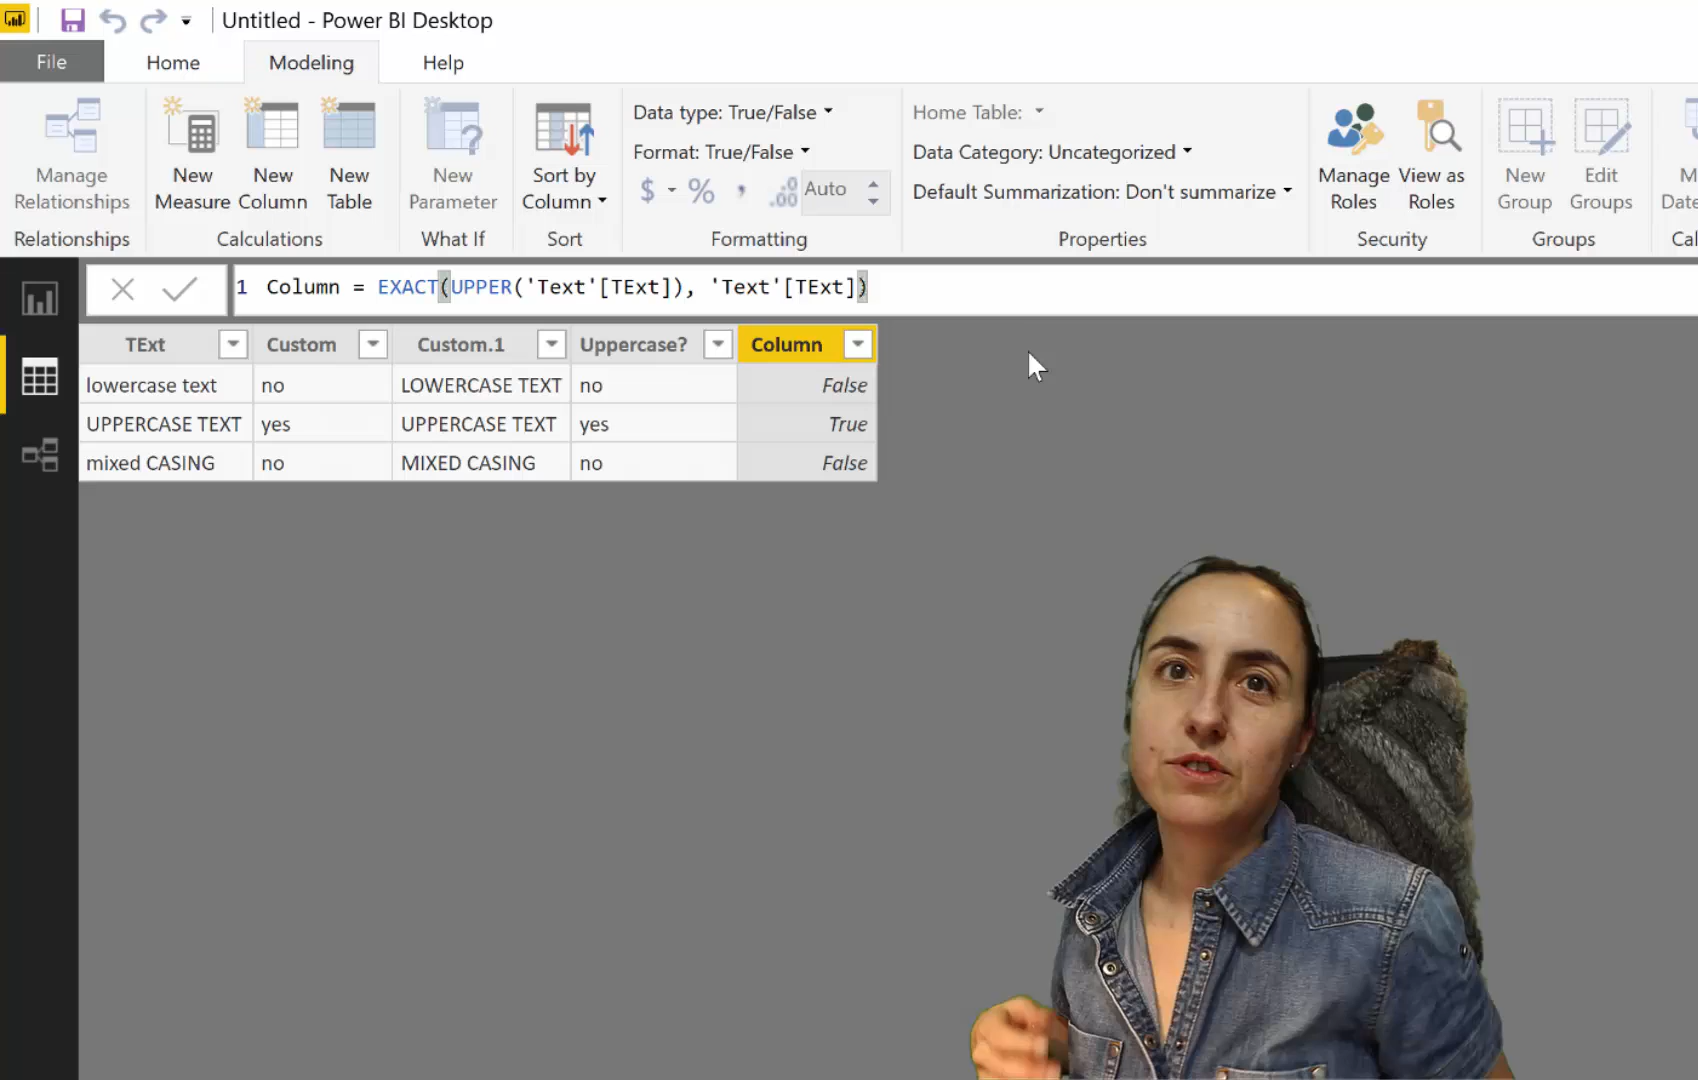 Untitled - Power BI Desktop
File Home Modeling Help
Manage Relationships
New Measure
New Column
New Table
New Parameter
Sort by Column
Data type: True/False
Format: True/False
$ % , .00 Auto
Home Table:
Data Category: Uncategorized
Default Summarization: Don't summarize
Manage Roles
View as Roles
New Group
Edit Groups
Relationships Calculations What If Sort Formatting Properties Security Groups
1 Column = EXACT(UPPER('Text'[TExt]), 'Text'[TExt])
TExt Custom Custom.1 Uppercase? Column
lowercase text no LOWERCASE TEXT no False
UPPERCASE TEXT yes UPPERCASE TEXT yes True
mixed CASING no MIXED CASING no False